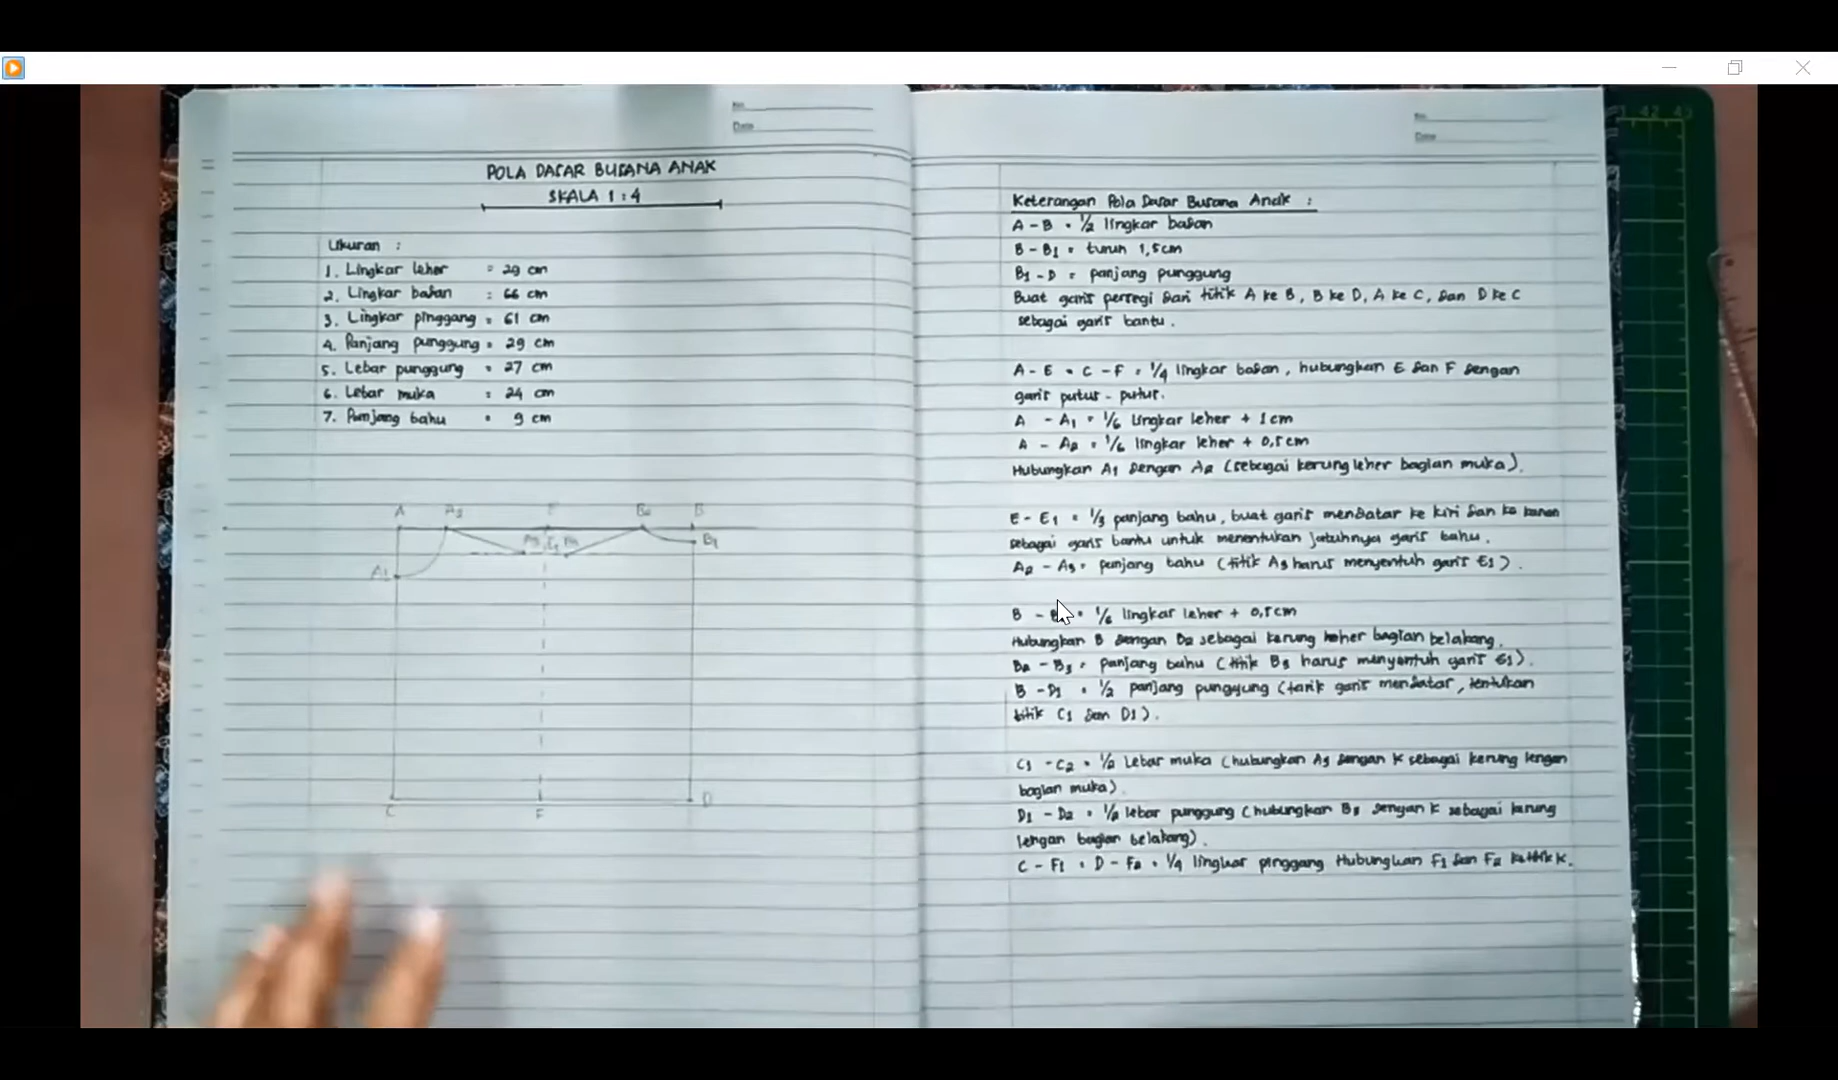 No.
Date
POLA DASAR BUSANA ANAK
SKALA 1 : 4
Ukuran :
1. Lingkar leher = 29 cm
2. Lingkar badan = 66 cm
3. Lingkar pinggang = 61 cm
4. Panjang punggung = 29 cm
5. Lebar punggung = 27 cm
6. Lebar muka = 24 cm
7. Panjang bahu = 9 cm
A A2 E B2 B
A3 E1 B3 B1
A1
C F D
No.
Date
Keterangan Pola Dasar Busana Anak :
A - B = 1/2 lingkar badan
B - B1 = turun 1,5cm
B1 - D = panjang punggung
Buat garis persegi dari titik A ke B, B ke D, A ke C, dan D ke C
sebagai garis bantu.
A - E = C - F = 1/4 lingkar badan, hubungkan E dan F dengan
garis putus - putus.
A - A1 = 1/6 Lingkar leher + 1 cm
A - A2 = 1/6 lingkar leher + 0,5 cm
Hubungkan A1 dengan A2 (sebagai kerung leher bagian muka).
E - E1 = 1/3 panjang bahu, buat garis mendatar ke kiri dan ke kanan
sebagai garis bantu untuk menentukan jatuhnya garis bahu.
A2 - A3 = panjang bahu (titik A3 harus menyentuh garis E1).
B - = 1/6 lingkar leher + 0,5 cm
Hubungkan B dengan B2 sebagai kerung leher bagian belakang.
B2 - B3 = panjang bahu (titik B3 harus menyentuh garis E1).
B - D1 = 1/2 panjang punggung (tarik garis mendatar, tentukan
titik C1 dan D1).
C1 - C2 = 1/2 Lebar muka (hubungkan A3 dengan K sebagai kerung lengan
bagian muka).
D1 - D2 = 1/2 lebar punggung (hubungkan B3 dengan K sebagai kerung
lengan bagian belakang).
C - F1 = D - F2 = 1/4 lingkar pinggang Hubungkan F1 dan F2 ke titik K.